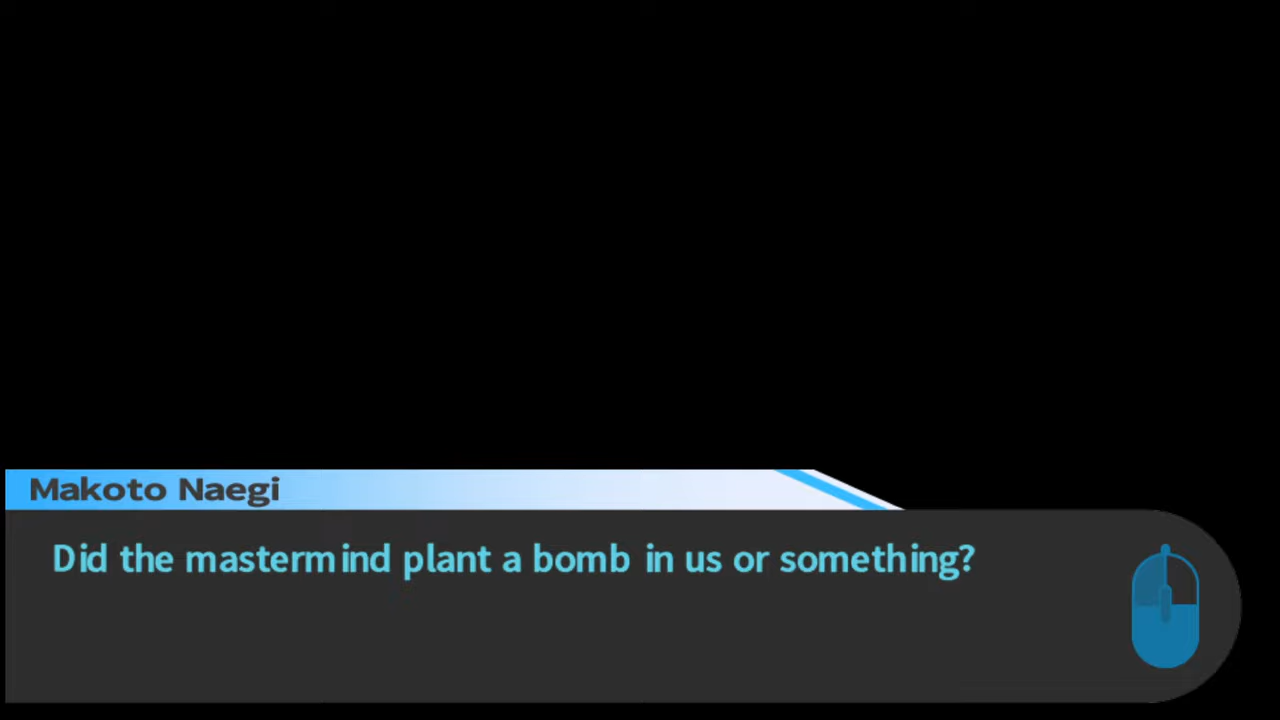 Makoto Naegi
Did the mastermind plant a bomb in us or something?